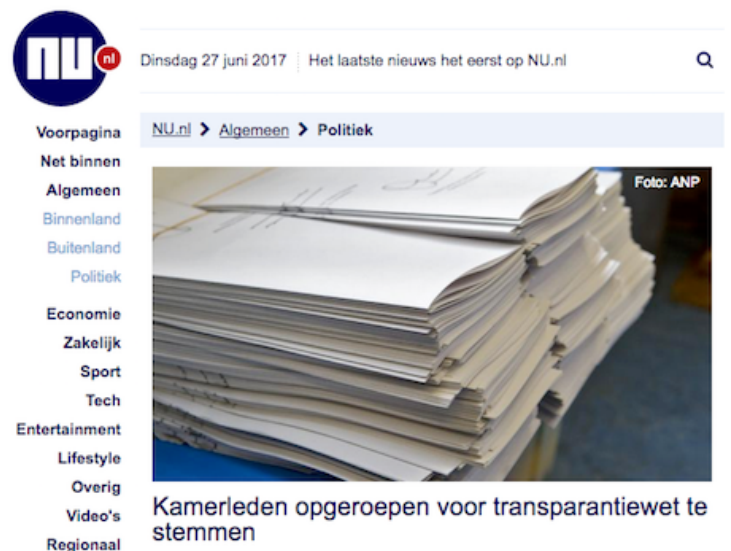 nu
nl
Dinsdag 27 juni 2017
Het laatste nieuws het eerst op NU.nl
Voorpagina
Net binnen
Algemeen
Binnenland
Buitenland
Politiek
Economie
Zakelijk
Sport
Tech
Entertainment
Lifestyle
Overig
Video's
Regionaal
NU.nl > Algemeen > Politiek
Foto: ANP
Kamerleden opgeroepen voor transparantiewet te
stemmen